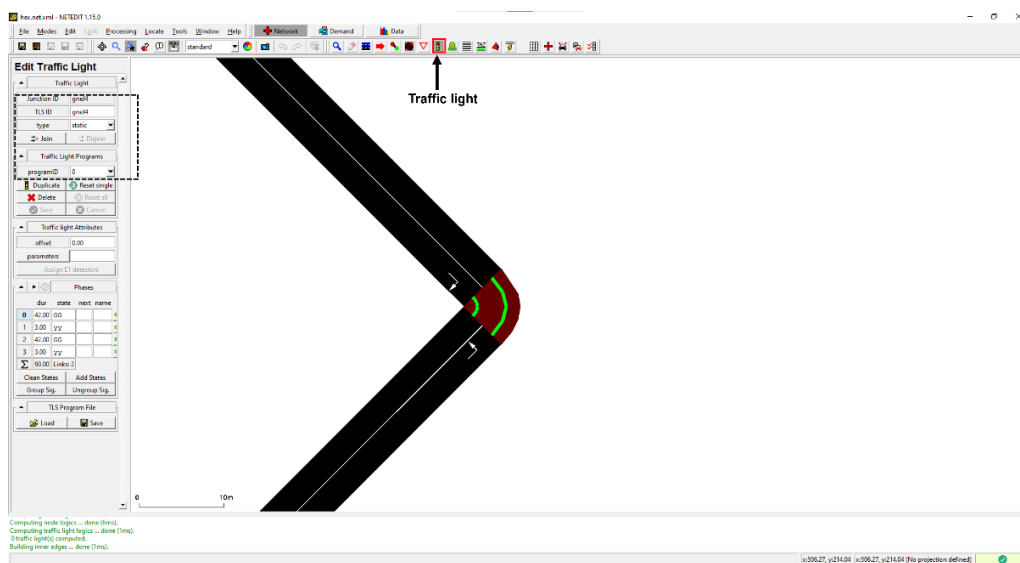 hex.net.xml - NETEDIT 1.15.0
File Modes Edit Lock Processing Locate Tools Window Help Network Demand Data
standard
Edit Traffic Light
Traffic light
Traffic Light
Junction ID gneJ4
TLS ID gneJ4
type static
Join Disjoin
Traffic Light Programs
programID 0
Duplicate Reset single
Delete Reset all
Save Cancel
Traffic light Attributes
offset 0.00
parameters
Assign E1 detectors
Phases
dur state next name
0 42.00 GG
1 3.00 yy
2 42.00 GG
3 3.00 yy
Σ 90.00 Links: 2
Clean States Add States
Group Sig. Ungroup Sig.
TLS Program File
Load Save
0 10m
Computing node logics ... done (6ms).
Computing traffic light logics ... done (1ms).
0 traffic light(s) computed.
Building inner edges ... done (1ms).
x:506.27, y:214.04 x:506.27, y:214.04 (No projection defined)